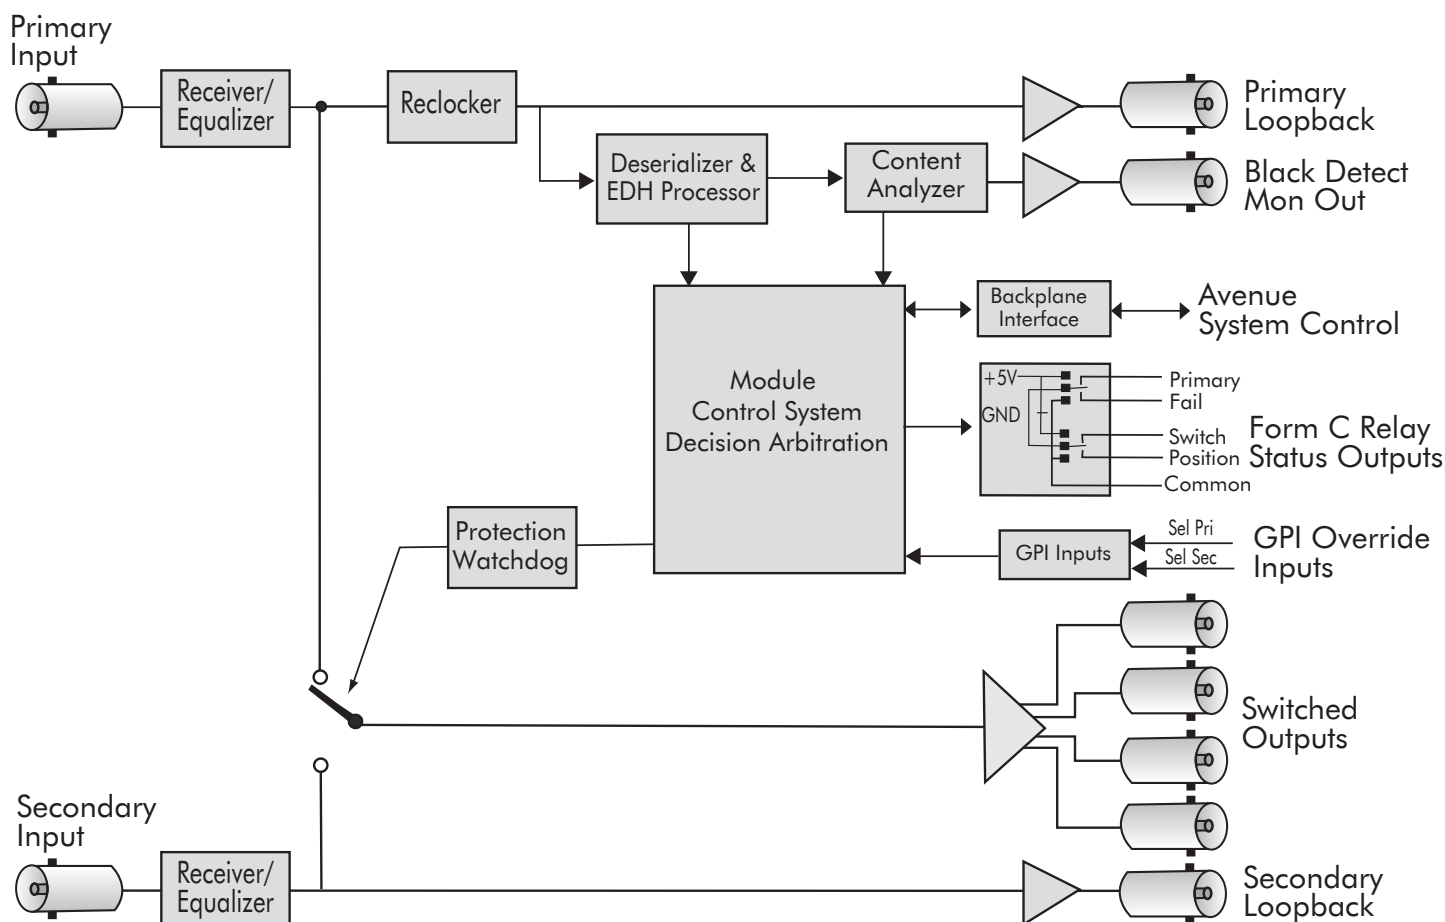 Primary
Input
Receiver/
Equalizer
Reclocker
Primary
Loopback
Deserializer &
EDH Processor
Content
Analyzer
Black Detect
Mon Out
Module
Control System
Decision Arbitration
Backplane
Interface
Avenue
System Control
+5V
GND
Primary
Fail
Switch
Position
Common
Form C Relay
Status Outputs
Protection
Watchdog
GPI Inputs
Sel Pri
Sel Sec
GPI Override
Inputs
Switched
Outputs
Secondary
Input
Receiver/
Equalizer
Secondary
Loopback